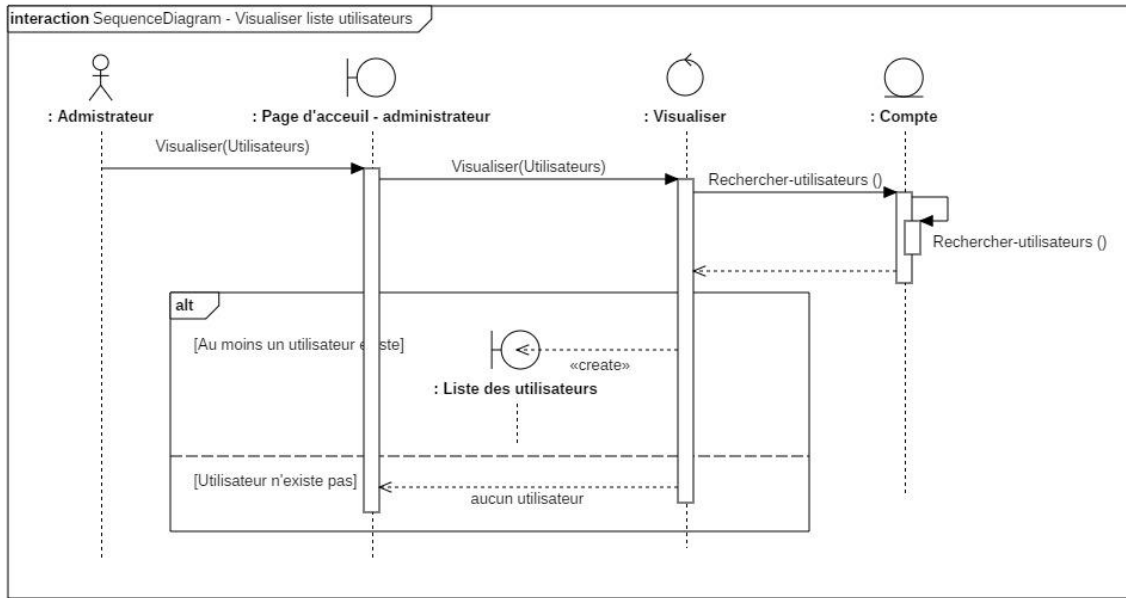 interaction SequenceDiagram - Visualiser liste utilisateurs
: Admistrateur
: Page d'acceuil - administrateur
: Visualiser
: Compte
Visualiser(Utilisateurs)
Visualiser(Utilisateurs)
Rechercher-utilisateurs ()
Rechercher-utilisateurs ()
alt
[Au moins un utilisateur existe]
«create»
: Liste des utilisateurs
[Utilisateur n'existe pas]
aucun utilisateur